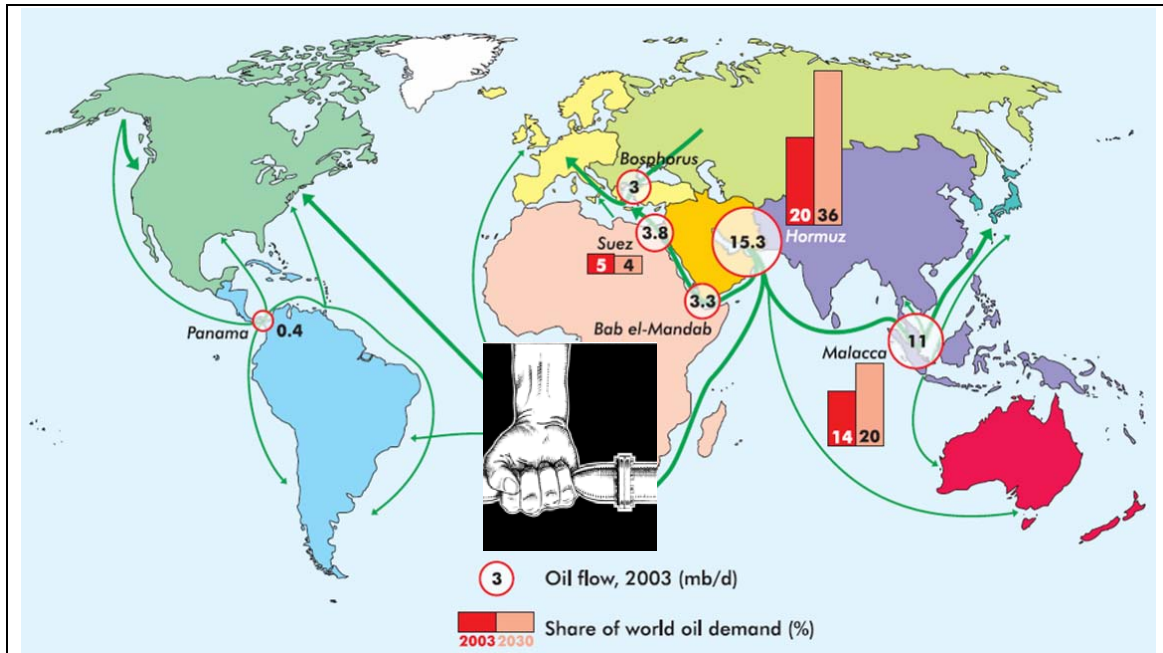 Bosphorus
3
20 36
Hormuz
3.8
15.3
Suez
5 4
3.3
Bab el-Mandab
Panama
0.4
11
Malacca
14 20
3 Oil flow, 2003 (mb/d)
Share of world oil demand (%)
2003 2030